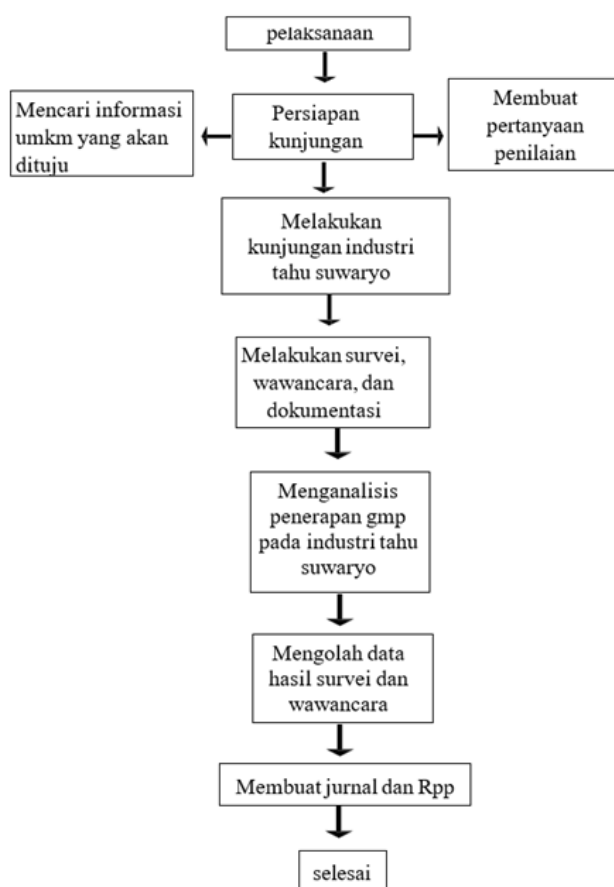 pelaksanaan
Mencari informasi
umkm yang akan
dituju
Persiapan
kunjungan
Membuat
pertanyaan
penilaian
Melakukan
kunjungan industri
tahu suwaryo
Melakukan survei,
wawancara, dan
dokumentasi
Menganalisis
penerapan gmp
pada industri tahu
suwaryo
Mengolah data
hasil survei dan
wawancara
Membuat jurnal dan Rpp
selesai